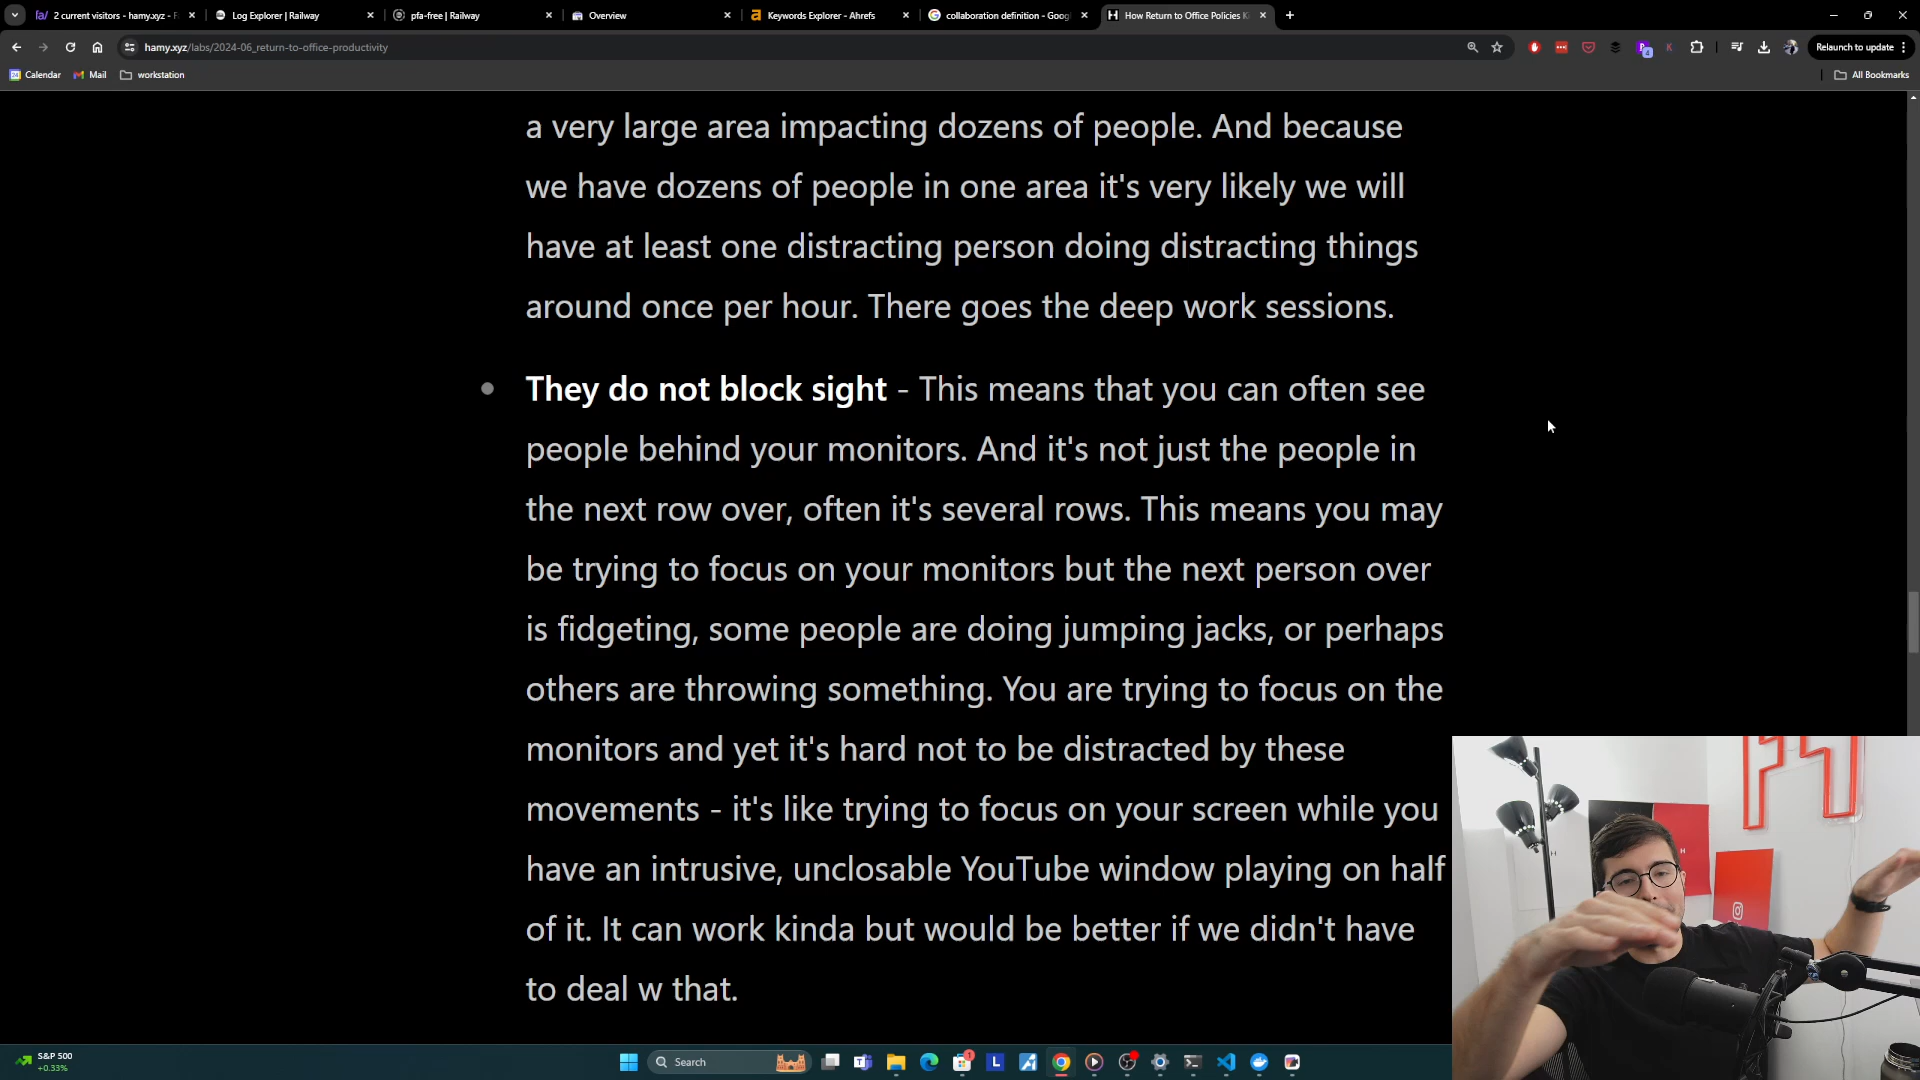 2 current visitors - hamy.xyz - F
Log Explorer | Railway
pfa-free | Railway
Overview
Keywords Explorer - Ahrefs
collaboration definition - Goog
How Return to Office Policies Ki
hamy.xyz/labs/2024-06_return-to-office-productivity
Relaunch to update
Calendar
Mail
workstation
All Bookmarks
a very large area impacting dozens of people. And because
we have dozens of people in one area it's very likely we will
have at least one distracting person doing distracting things
around once per hour. There goes the deep work sessions.
They do not block sight - This means that you can often see
people behind your monitors. And it's not just the people in
the next row over, often it's several rows. This means you may
be trying to focus on your monitors but the next person over
is fidgeting, some people are doing jumping jacks, or perhaps
others are throwing something. You are trying to focus on the
monitors and yet it's hard not to be distracted by these
movements - it's like trying to focus on your screen while you
have an intrusive, unclosable YouTube window playing on half
of it. It can work kinda but would be better if we didn't have
to deal w that.
S&P 500
+0.33%
Search